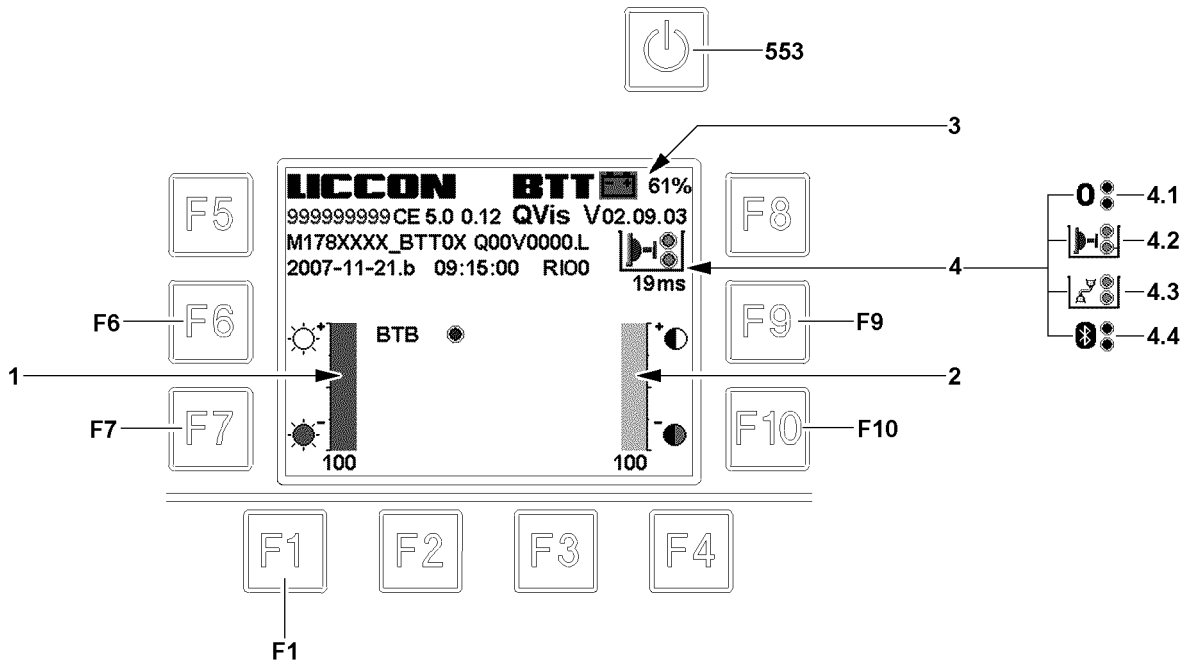 553
3
LICCON BTT 61%
999999999 CE 5.0 0.12 QVis V02.09.03
M178XXXX_BTT0X Q00V0000.L
2007-11-21.b 09:15:00 RIO0
19ms
F5
F8
0 4.1
4.2
4
4.3
4.4
F6 F6
F9 F9
BTB
+
+
1
2
F7 F7
F10 F10
-
-
100
100
F1 F2 F3 F4
F1